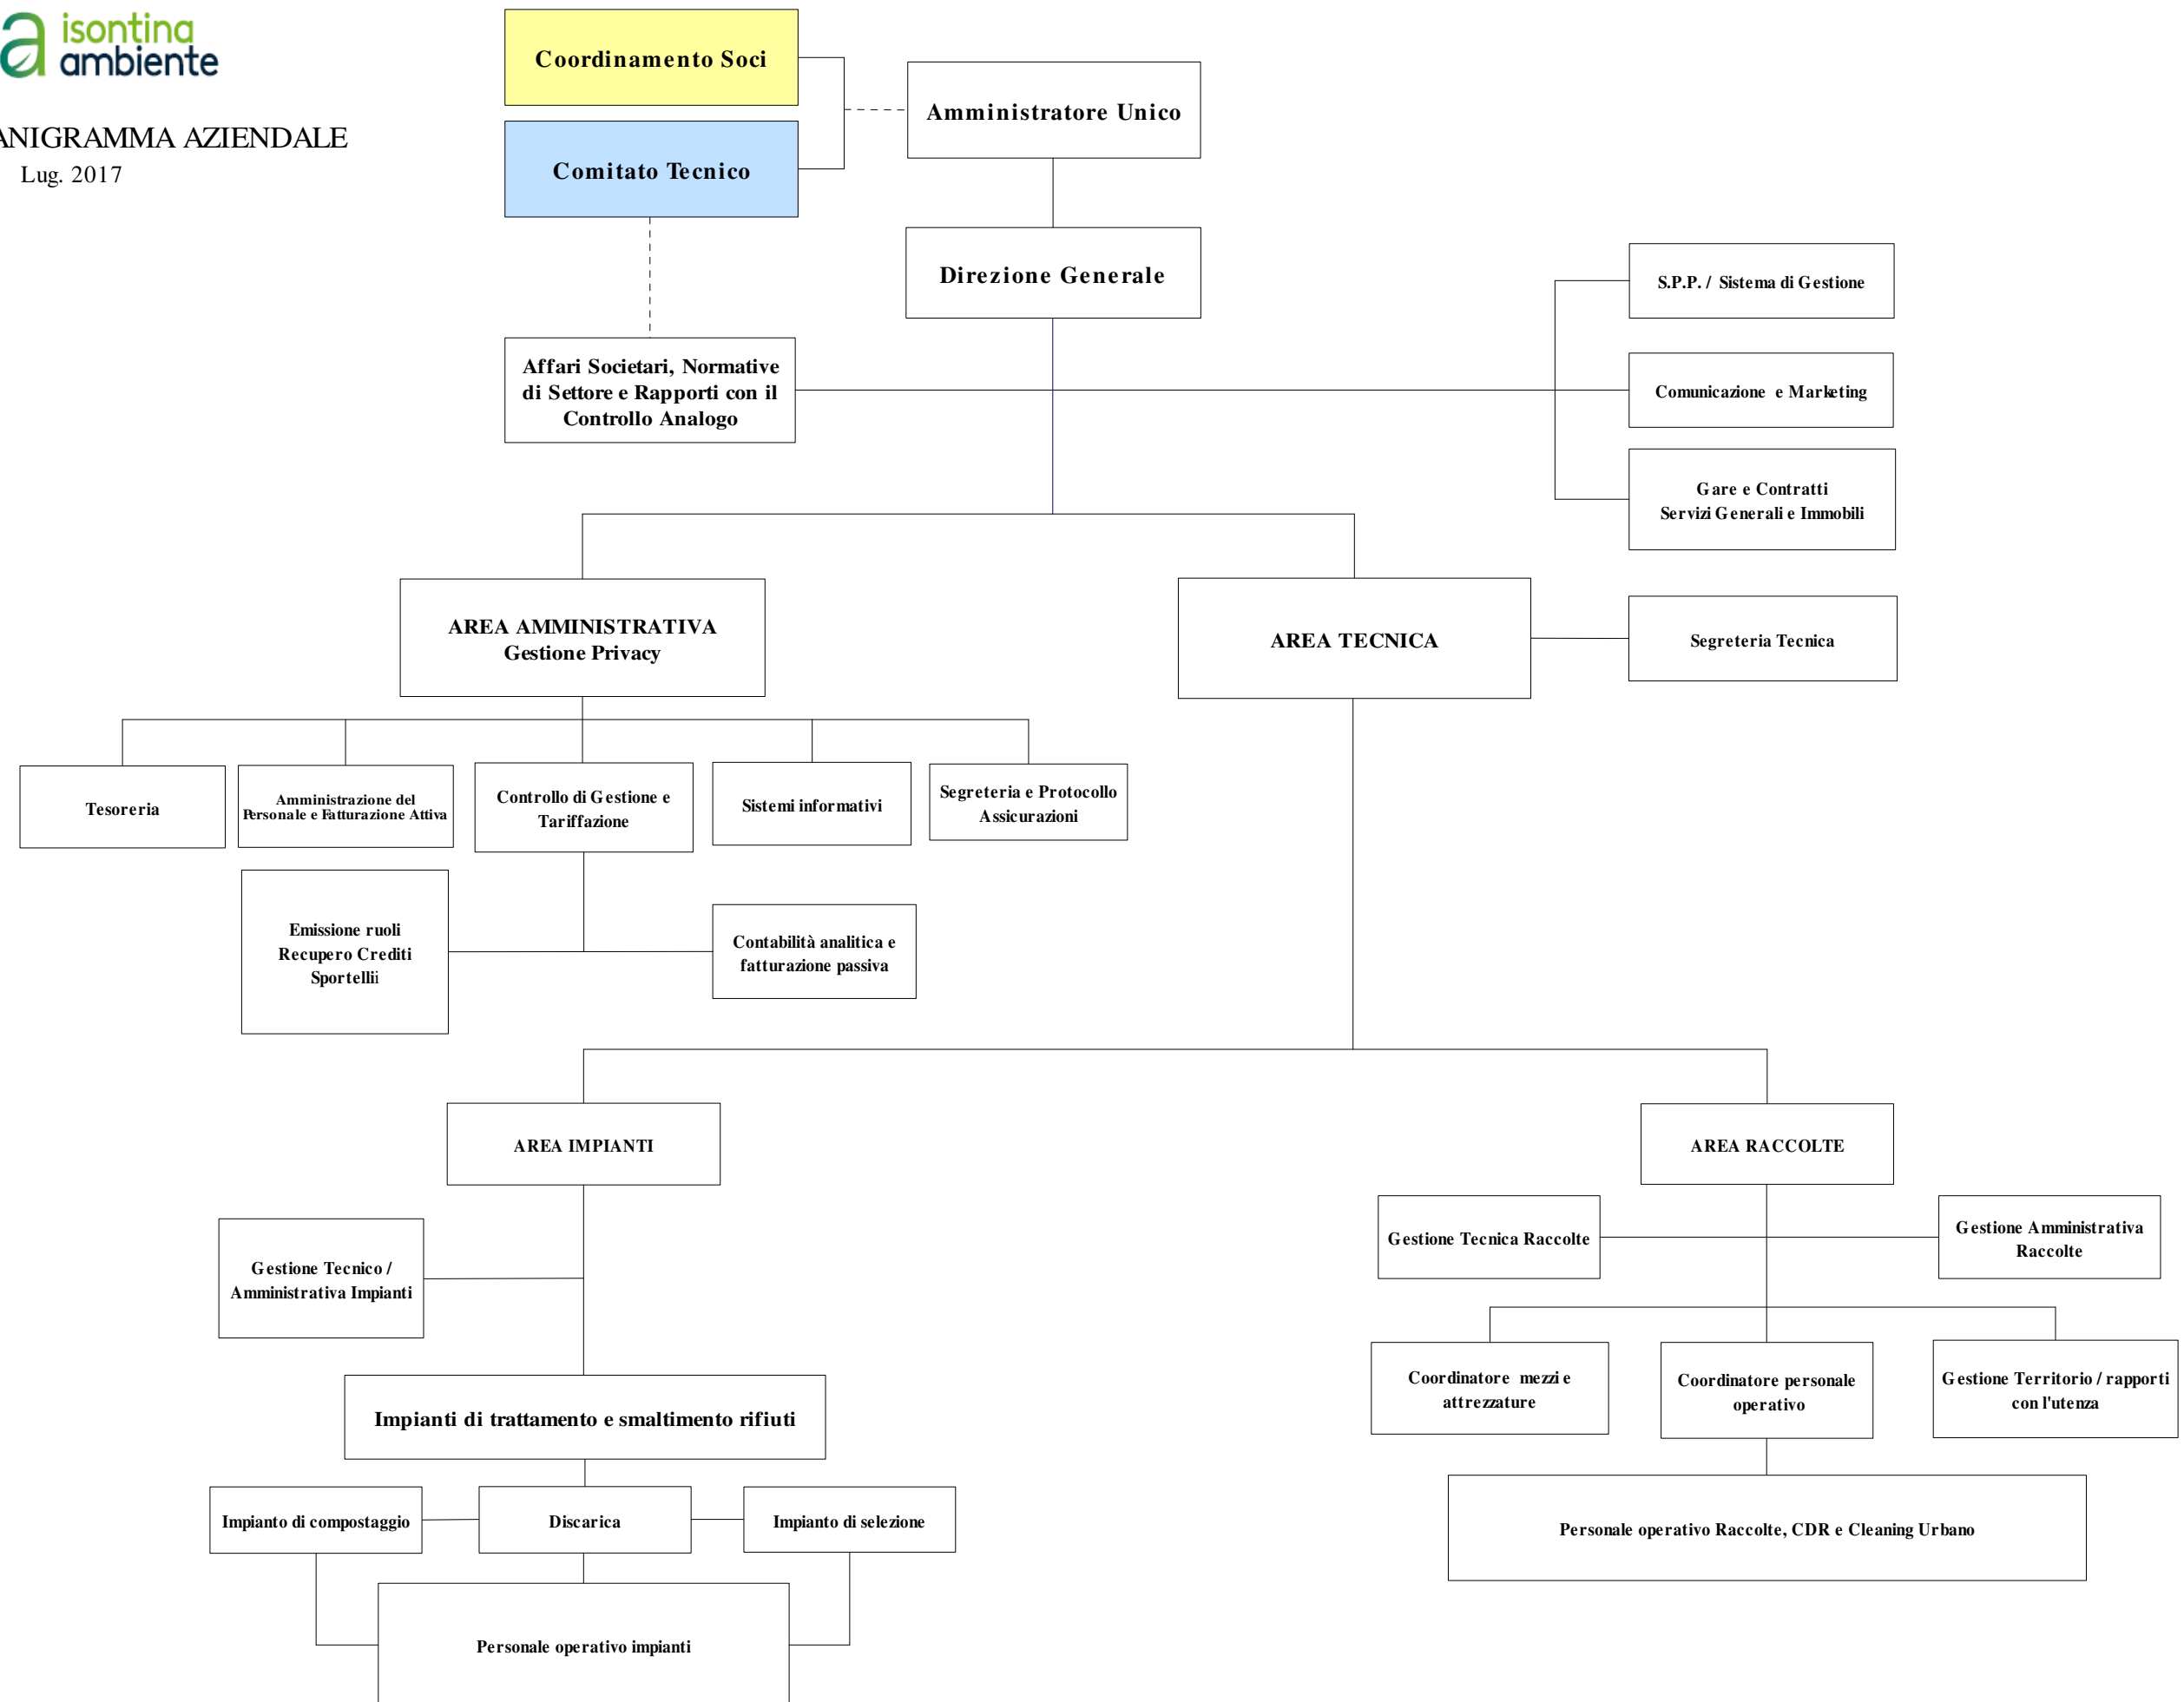 isontina
ambiente
ANIGRAMMA AZIENDALE
Lug. 2017
Coordinamento Soci
Comitato Tecnico
Amministratore Unico
Direzione Generale
Affari Societari, Normative
di Settore e Rapporti con il
Controllo Analogo
S.P.P. / Sistema di Gestione
Comunicazione e Marketing
Gare e Contratti
Servizi Generali e Immobili
AREA AMMINISTRATIVA
Gestione Privacy
AREA TECNICA
Segreteria Tecnica
Tesoreria
Amministrazione del
Personale e Fatturazione Attiva
Controllo di Gestione e
Tariffazione
Sistemi informativi
Segreteria e Protocollo
Assicurazioni
Emissione ruoli
Recupero Crediti
Sportellii
Contabilità analitica e
fatturazione passiva
AREA IMPIANTI
AREA RACCOLTE
Gestione Tecnico /
Amministrativa Impianti
Gestione Tecnica Raccolte
Gestione Amministrativa
Raccolte
Impianti di trattamento e smaltimento rifiuti
Coordinatore mezzi e
attrezzature
Coordinatore personale
operativo
Gestione Territorio / rapporti
con l'utenza
Impianto di compostaggio
Discarica
Impianto di selezione
Personale operativo Raccolte, CDR e Cleaning Urbano
Personale operativo impianti